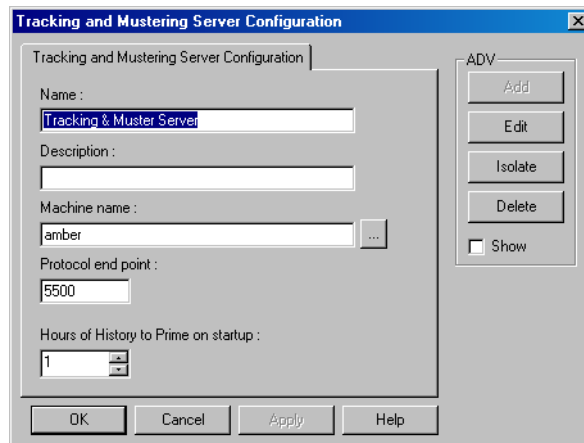 Tracking and Mustering Server Configuration
Tracking and Mustering Server Configuration
Name :
Tracking & Muster Server
Description :
Machine name :
amber
...
Protocol end point :
5500
Hours of History to Prime on startup :
1
ADV
Add
Edit
Isolate
Delete
Show
OK
Cancel
Apply
Help